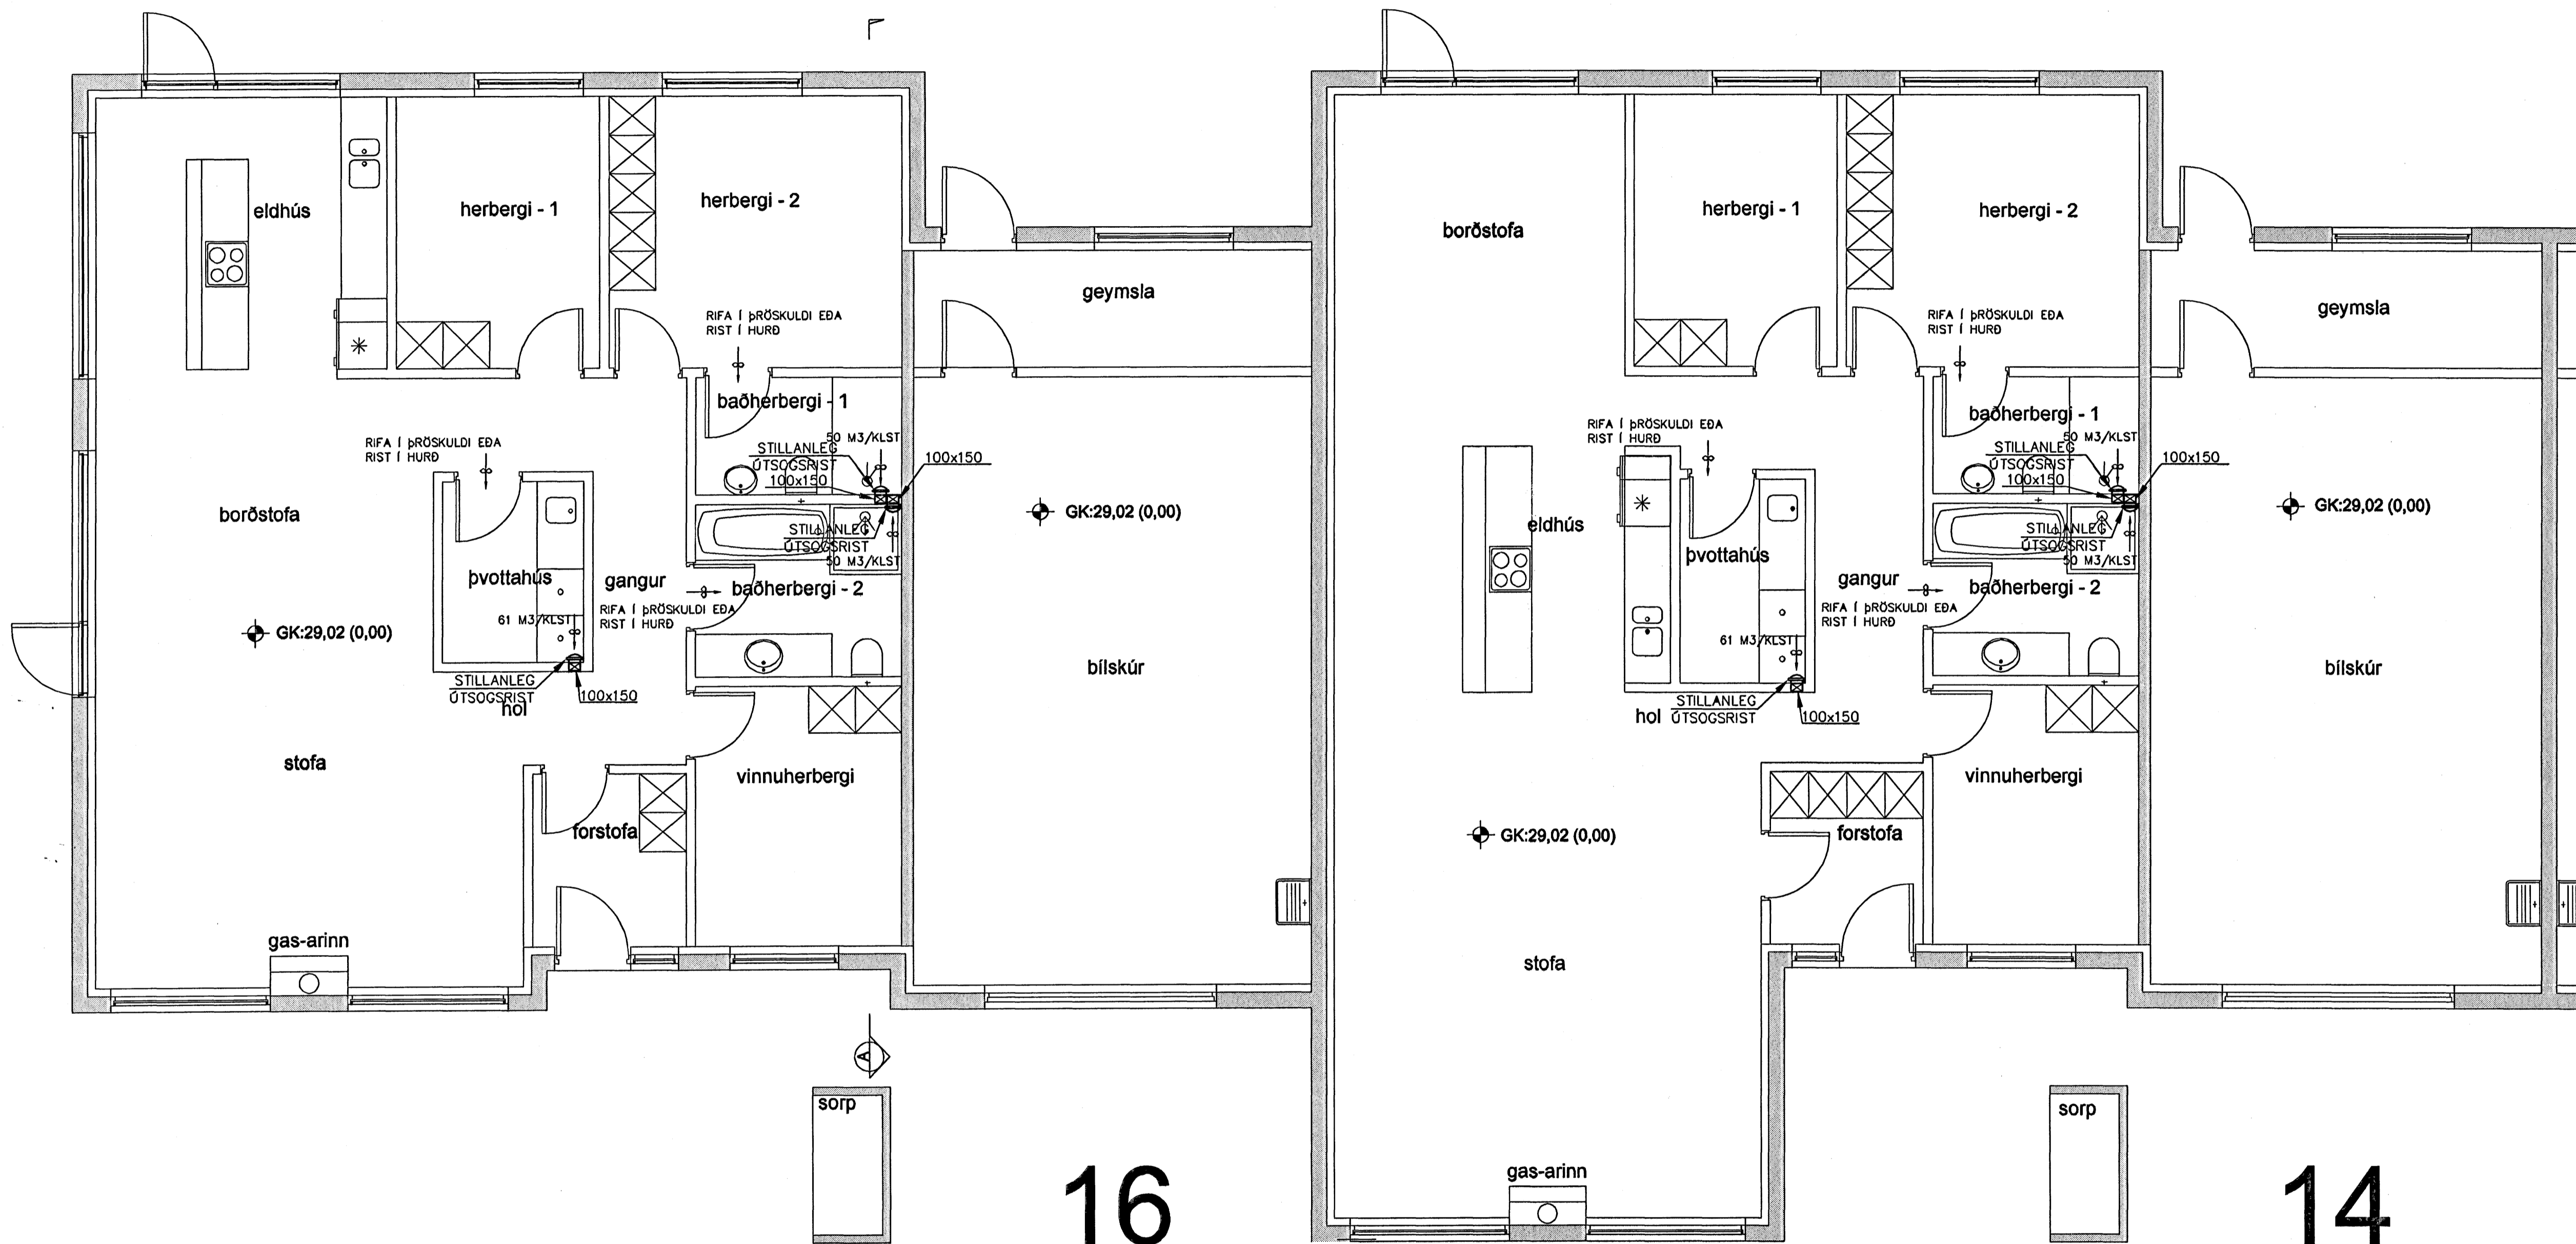 eldhús
herbergi - 1
herbergi - 2
geymsla
RIFA Í ÞRÖSKULDI EÐA
RIST Í HURÐ
baðherbergi - 1
50 M3/KLST
STILLANLEG
ÚTSOGSRIST
100x150
100x150
RIFA Í ÞRÖSKULDI EÐA
RIST Í HURÐ
borðstofa
GK:29,02 (0,00)
STILLANLEG
ÚTSOGSRIST
50 M3/KLST
þvottahús
gangur
baðherbergi - 2
RIFA Í ÞRÖSKULDI EÐA
RIST Í HURÐ
61 M3/KLST
GK:29,02 (0,00)
STILLANLEG
ÚTSOGSRIST
100x150
hol
bílskúr
stofa
vinnuherbergi
forstofa
gas-arinn
A
sorp
16
borðstofa
herbergi - 1
herbergi - 2
geymsla
RIFA Í ÞRÖSKULDI EÐA
RIST Í HURÐ
baðherbergi - 1
50 M3/KLST
STILLANLEG
ÚTSOGSRIST
100x150
100x150
RIFA Í ÞRÖSKULDI EÐA
RIST Í HURÐ
eldhús
GK:29,02 (0,00)
STILLANLEG
ÚTSOGSRIST
50 M3/KLST
þvottahús
gangur
baðherbergi - 2
RIFA Í ÞRÖSKULDI EÐA
RIST Í HURÐ
61 M3/KLST
STILLANLEG
ÚTSOGSRIST
100x150
hol
bílskúr
vinnuherbergi
GK:29,02 (0,00)
forstofa
stofa
gas-arinn
sorp
14